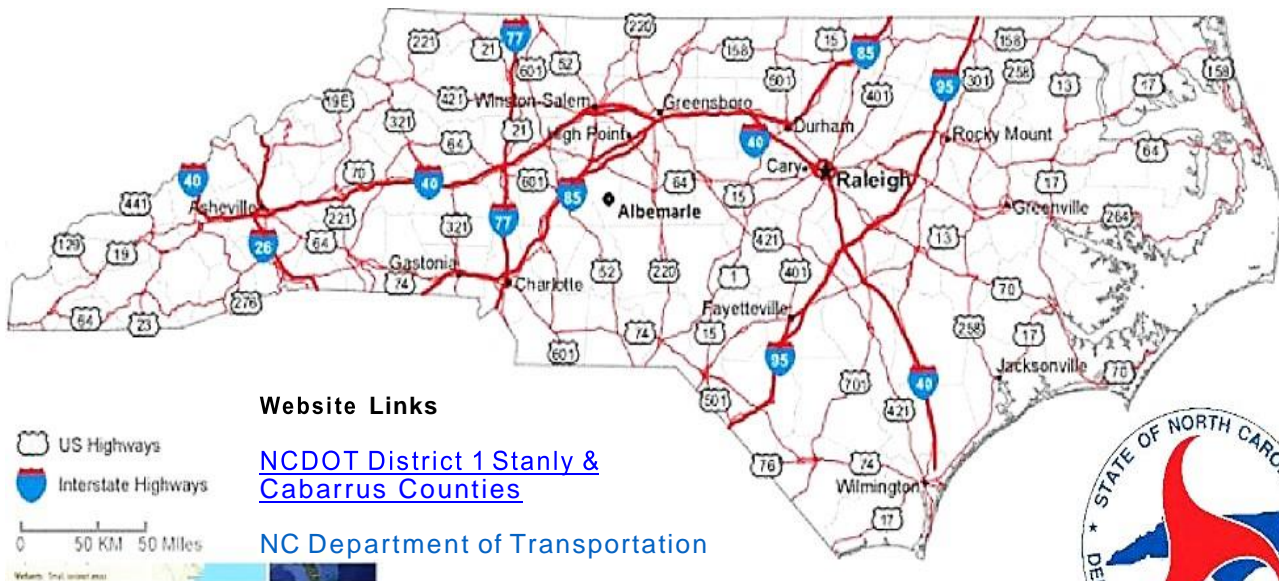 220
77
221
21
15
158
158
601
52
85
158
601
258
95
301
13
17
401
19E
421
Winston-Salem
Greensboro
321
21
High Point
Durham
Rocky Mount
64
40
64
40
70
40
601
85
64
Cary
Raleigh
15
17
441
Asheville
221
77
Albemarle
Greenville
264
129
19
26
64
321
421
13
Gastonia
74
52
220
1
401
70
276
Charlotte
64
23
Fayetteville
258
17
74
15
601
95
Jacksonville
70
701
40
501
421
76
74
Wilmington
17
Website Links
US Highways
Interstate Highways
NCDOT District 1 Stanly &
Cabarrus Counties
0 50 KM 50 Miles
NC Department of Transportation
STATE OF NORTH CARO
DE